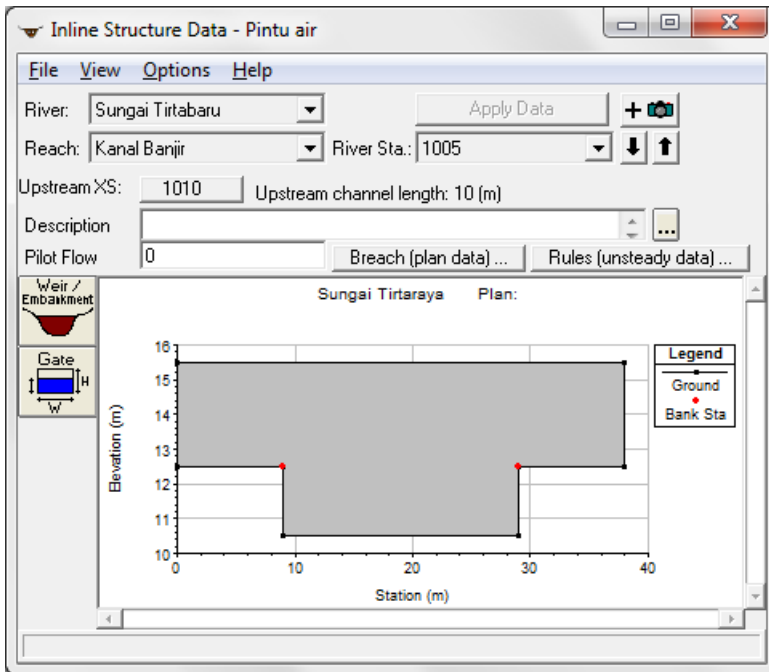 Inline Structure Data - Pintu air
File View Options Help
River: Sungai Tirtabaru Apply Data +
Reach: Kanal Banjir River Sta.: 1005
Upstream XS: 1010 Upstream channel length: 10 (m)
Description ...
Pilot Flow 0 Breach (plan data) ... Rules (unsteady data) ...
Weir /
Embankment
Gate
H
W
Sungai Tirtaraya Plan:
Legend
Ground
Bank Sta
Elevation (m)
16
15
14
13
12
11
10
0 10 20 30 40
Station (m)